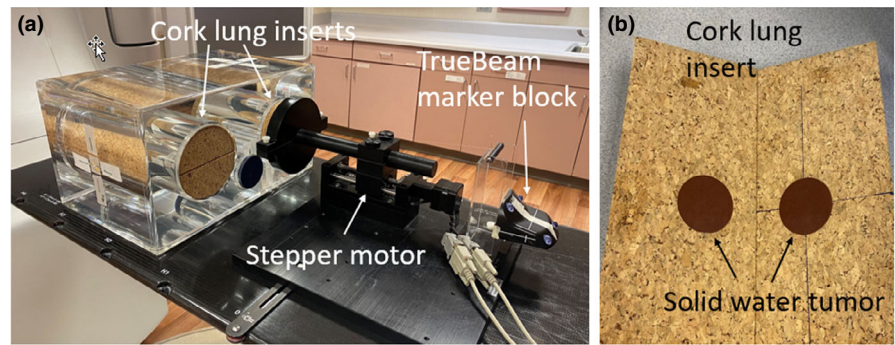 (a)
Cork lung inserts
TrueBeam
marker block
Stepper motor
(b)
Cork lung
insert
Solid water tumor